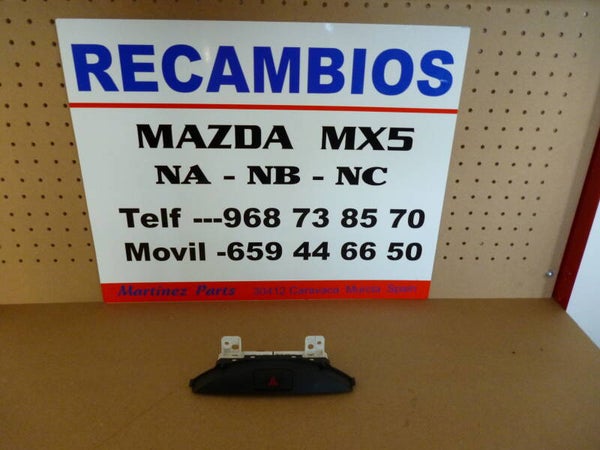 RECAMBIOS
MAZDA MX5
NA - NB - NC
Telf ---968 73 85 70
Movil -659 44 66 50
Martinez Parts 30412 Caravaca Murcia Spain